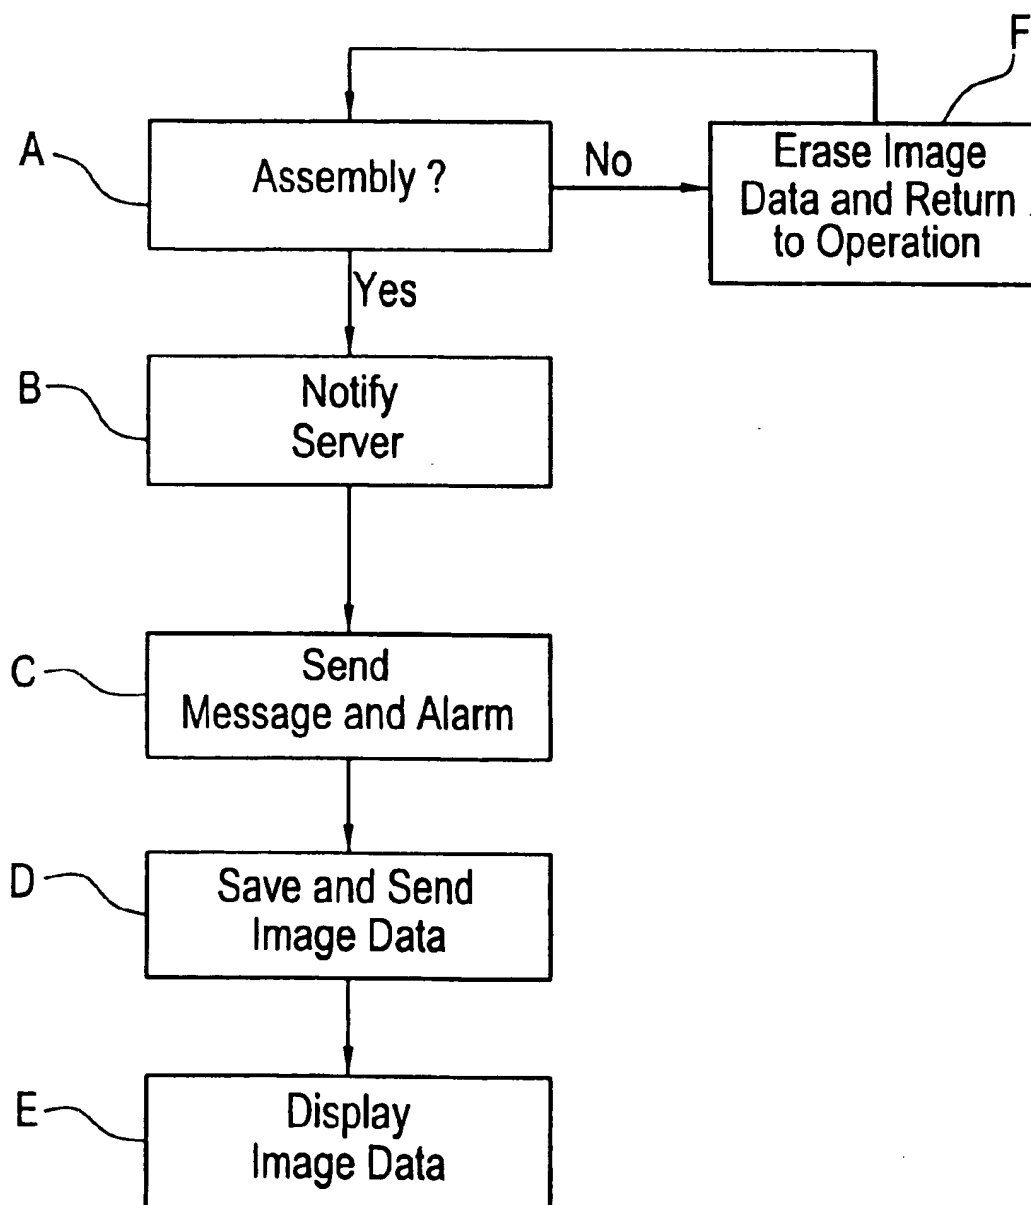 F
A
Assembly ?
No
Erase Image
Data and Return
to Operation
Yes
B
Notify
Server
C
Send
Message and Alarm
D
Save and Send
Image Data
E
Display
Image Data